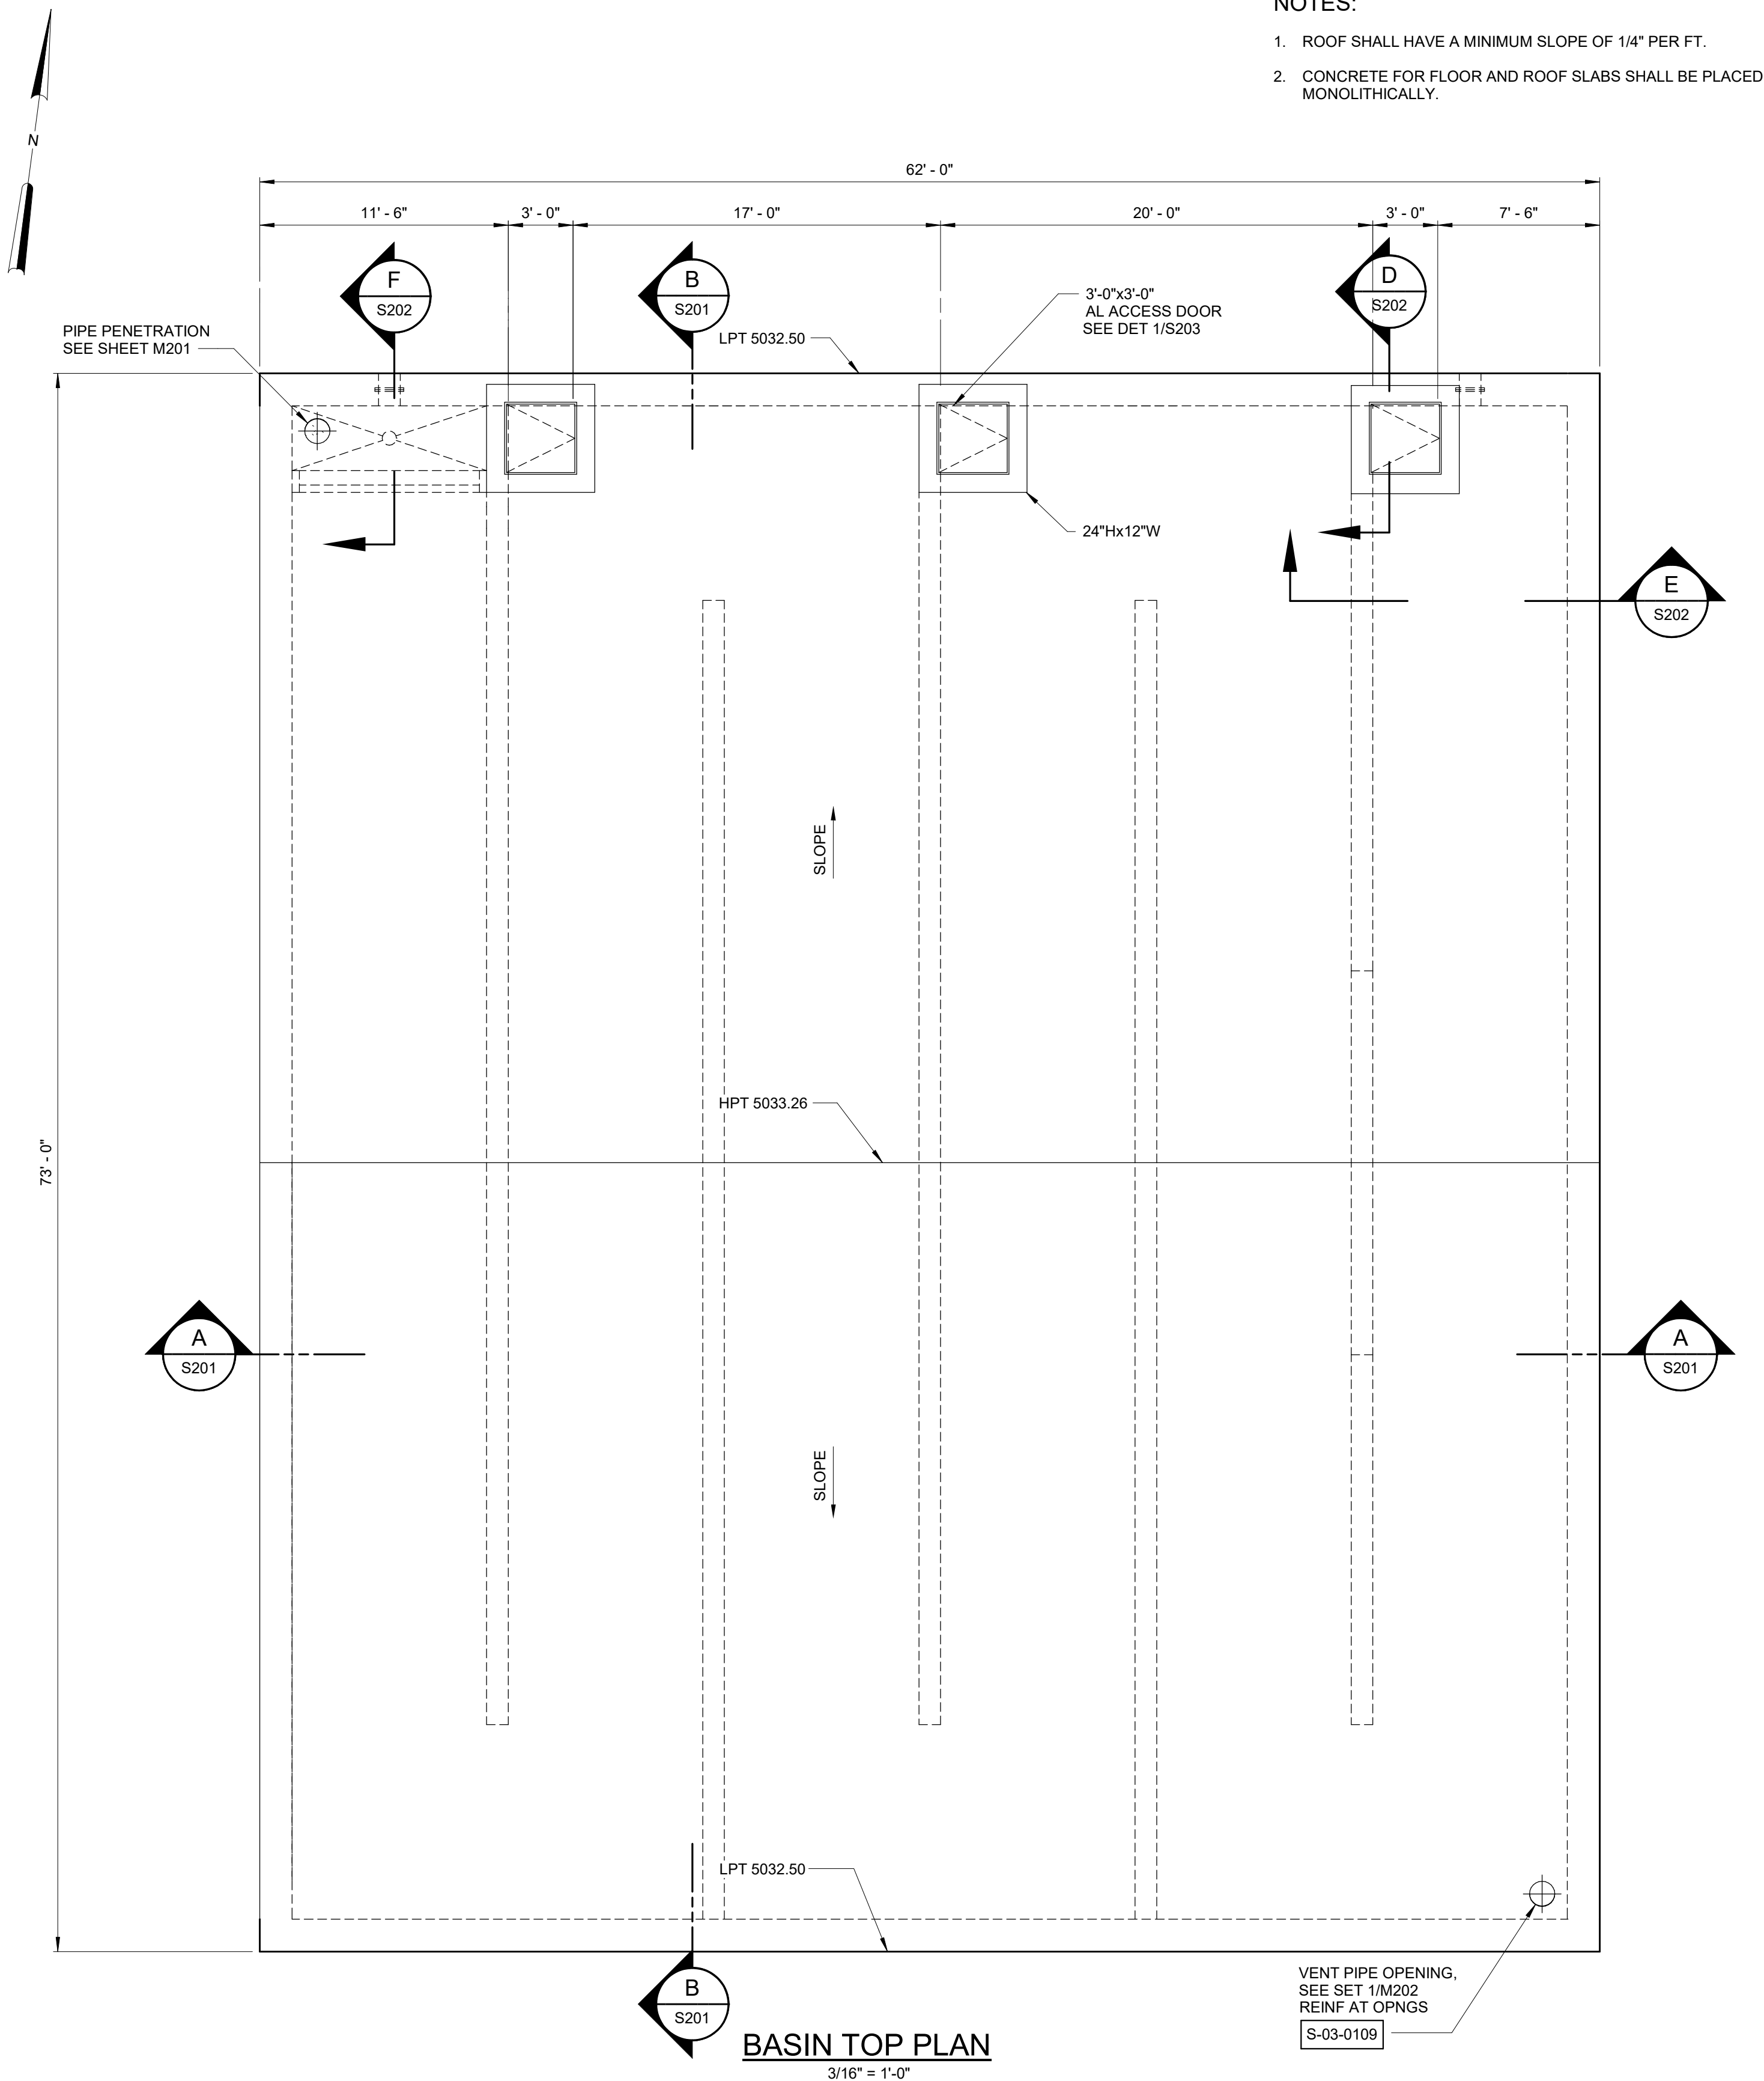 NOTES:
1. ROOF SHALL HAVE A MINIMUM SLOPE OF 1/4" PER FT.
2. CONCRETE FOR FLOOR AND ROOF SLABS SHALL BE PLACED
MONOLITHICALLY.
N
62' - 0"
11' - 6"
3' - 0"
17' - 0"
20' - 0"
3' - 0"
7' - 6"
F
S202
B
S201
D
S202
3'-0"x3'-0"
AL ACCESS DOOR
SEE DET 1/S203
PIPE PENETRATION
SEE SHEET M201
LPT 5032.50
24"Hx12"W
E
S202
SLOPE
HPT 5033.26
73' - 0"
A
S201
A
S201
SLOPE
LPT 5032.50
VENT PIPE OPENING,
SEE SET 1/M202
REINF AT OPNGS
S-03-0109
B
S201
BASIN TOP PLAN
3/16" = 1'-0"